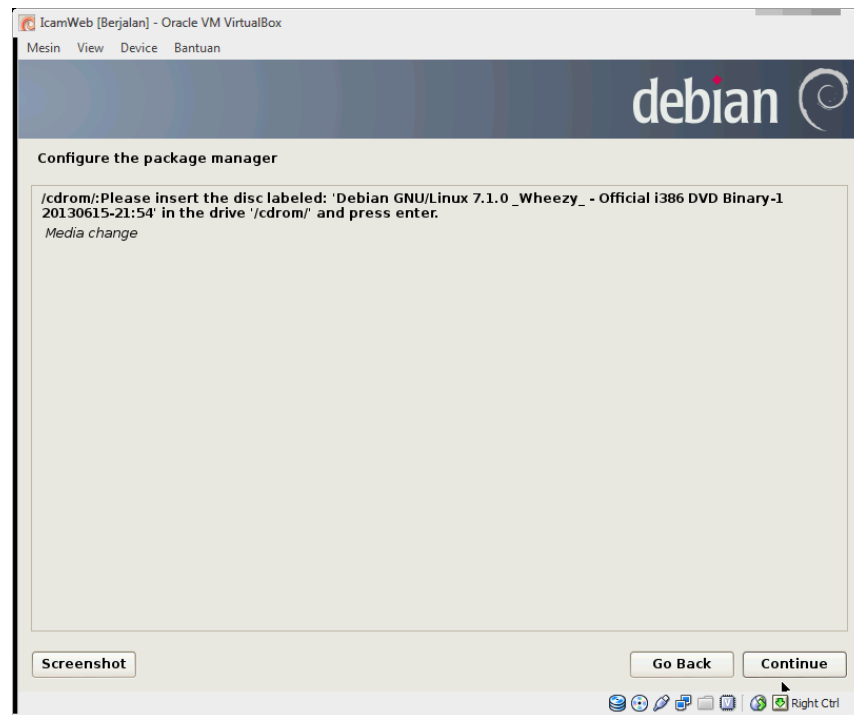 IcamWeb [Berjalan] - Oracle VM VirtualBox
Mesin View Device Bantuan
debian
Configure the package manager
/cdrom/:Please insert the disc labeled: 'Debian GNU/Linux 7.1.0 _Wheezy_ - Official i386 DVD Binary-1
20130615-21:54' in the drive '/cdrom/' and press enter.
Media change
Screenshot Go Back Continue
Right Ctrl